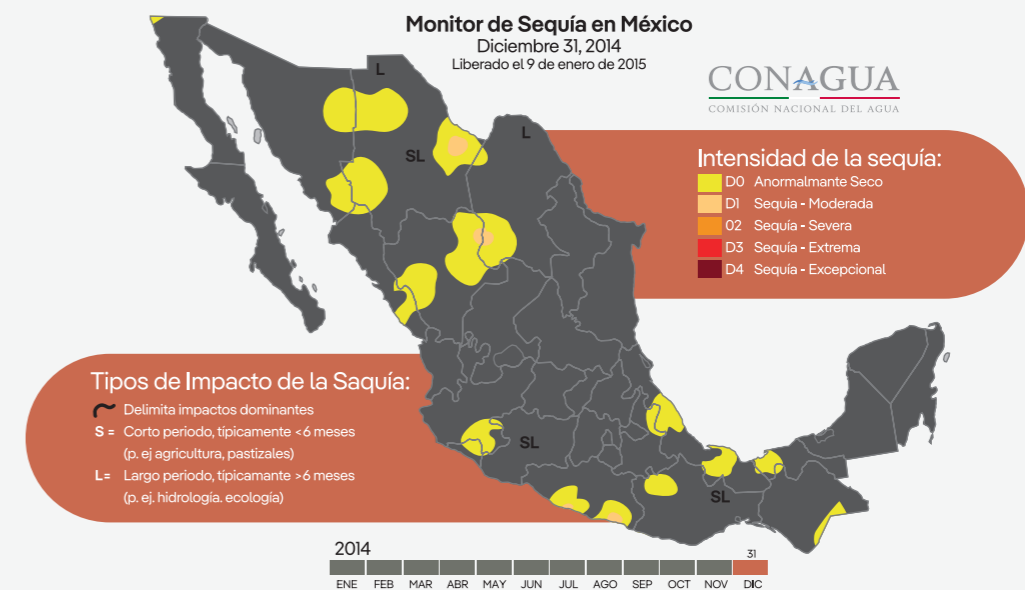 Monitor de Sequía en México
Diciembre 31, 2014
Liberado el 9 de enero de 2015
CONAGUA
COMISIÓN NACIONAL DEL AGUA
L
L
SL
Intensidad de la sequía:
D0 Anormalmante Seco
D1 Sequia - Moderada
02 Sequía - Severa
D3 Sequía - Extrema
D4 Sequía - Excepcional
Tipos de Impacto de la Saquía:
Delimita impactos dominantes
S = Corto periodo, típicamente <6 meses
(p. ej agricultura, pastizales)
L = Largo periodo, típicamente >6 meses
(p. ej. hidrología. ecología)
SL
SL
2014
31
ENE FEB MAR ABR MAY JUN JUL AGO SEP OCT NOV DIC